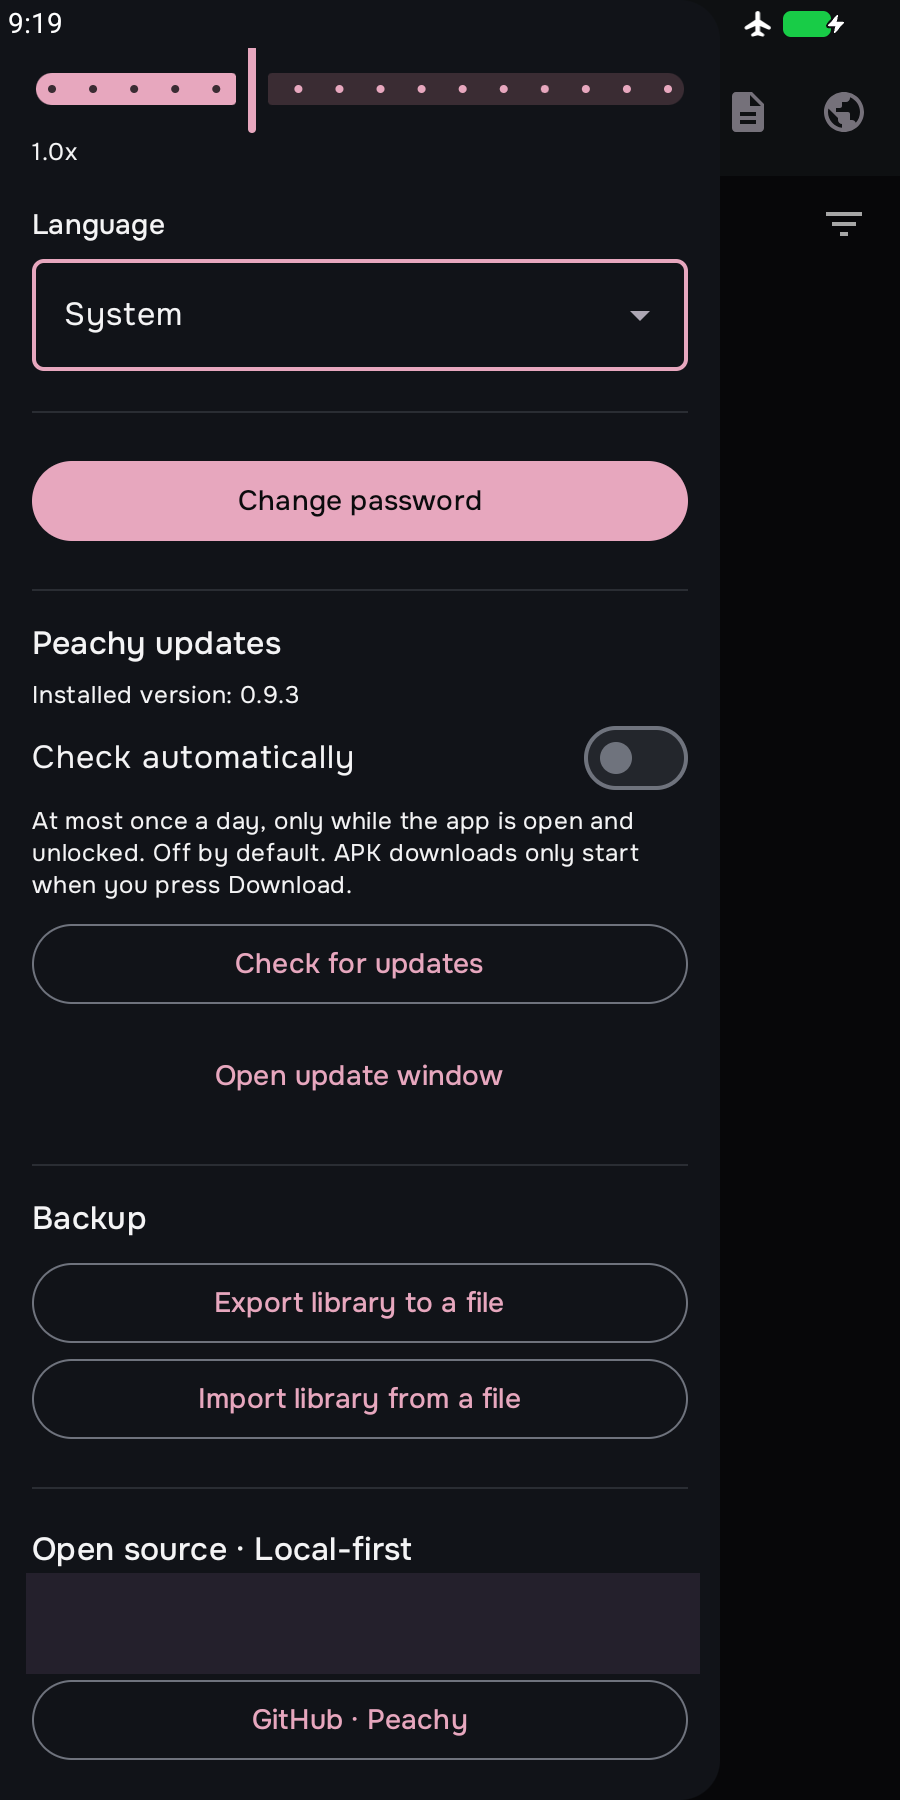 9:19
1.0x
Language
System
Change password
Peachy updates
Installed version: 0.9.3
Check automatically
At most once a day, only while the app is open and
unlocked. Off by default. APK downloads only start
when you press Download.
Check for updates
Open update window
Backup
Export library to a file
Import library from a file
Open source · Local-first
GitHub · Peachy